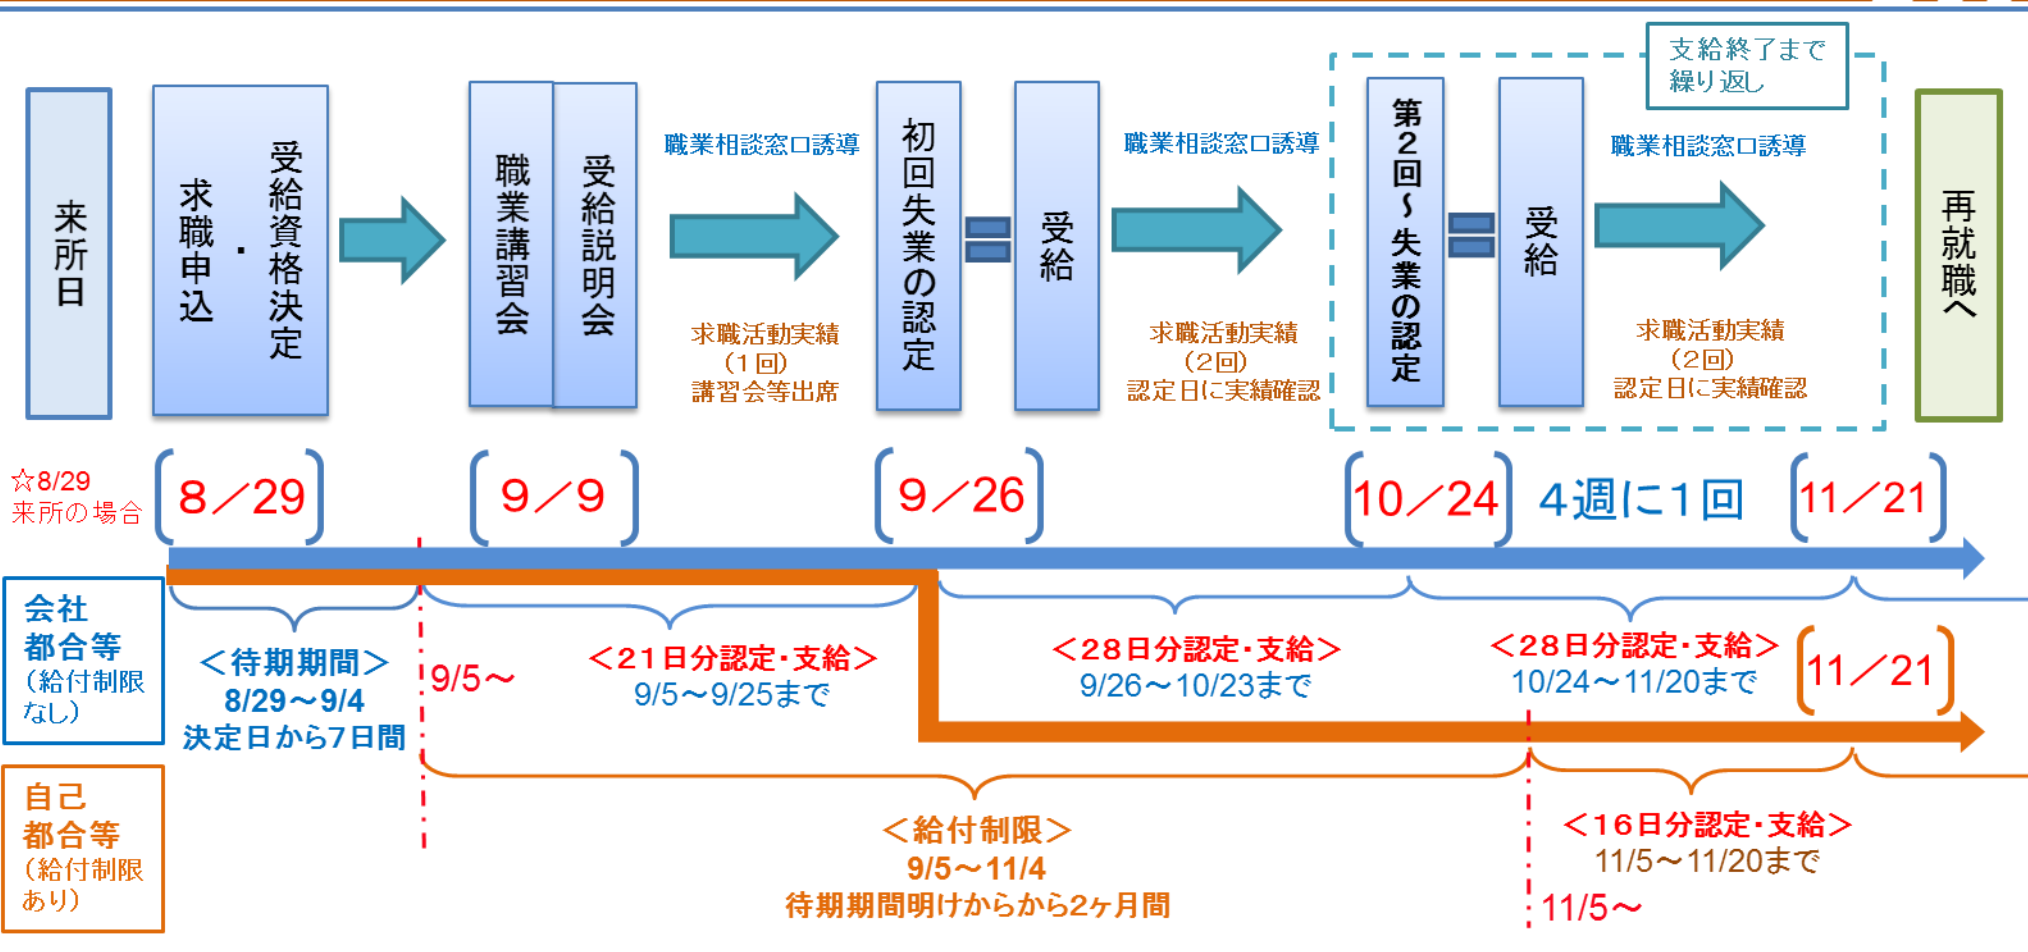 支給終了まで
繰り返し
来所日
求職申込
・
受給資格決定
職業講習会
受給説明会
職業相談窓口誘導
求職活動実績
（１回）
講習会等出席
初回失業の認定
受給
職業相談窓口誘導
求職活動実績
（２回）
認定日に実績確認
第２回～失業の認定
受給
職業相談窓口誘導
求職活動実績
（２回）
認定日に実績確認
再就職へ
☆8/29
来所の場合
８／29
９／９
９／26
10／24
４週に１回
11／21
会社
都合等
（給付制限
なし）
＜待期期間＞
8/29～9/4
決定日から７日間
9/5～
＜２１日分認定・支給＞
9/5～9/25まで
＜２８日分認定・支給＞
9/26～10/23まで
＜２８日分認定・支給＞
10/24～11/20まで
11／21
自己
都合等
（給付制限
あり）
＜給付制限＞
9/5～11/4
待期期間明けからから２ヶ月間
＜１６日分認定・支給＞
11/5～11/20まで
11/5～